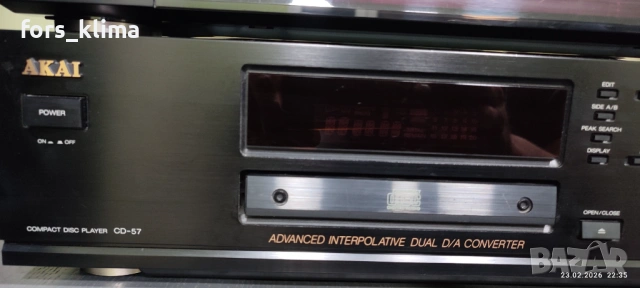 fors_klima
AKAI
POWER
ON OFF
COMPACT DISC PLAYER CD-57
ADVANCED INTERPOLATIVE DUAL D/A CONVERTER
EDIT
SIDE A/B
PEAK SEARCH
DISPLAY
OPEN/CLOSE
BAZAR
23.02.2026 22:35